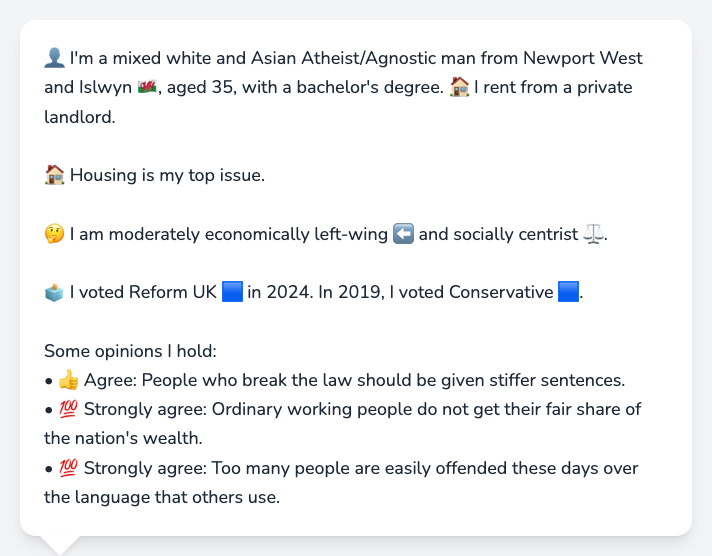 👤 I'm a mixed white and Asian Atheist/Agnostic man from Newport West
and Islwyn 🏴󠁧󠁢󠁷󠁬󠁳󠁿, aged 35, with a bachelor's degree. 🏠 I rent from a private
landlord.
🏠 Housing is my top issue.
🤔 I am moderately economically left-wing ⬅️ and socially centrist ⚖️.
🗳️ I voted Reform UK 🟦 in 2024. In 2019, I voted Conservative 🟦.
Some opinions I hold:
• 👍 Agree: People who break the law should be given stiffer sentences.
• 💯 Strongly agree: Ordinary working people do not get their fair share of
the nation's wealth.
• 💯 Strongly agree: Too many people are easily offended these days over
the language that others use.